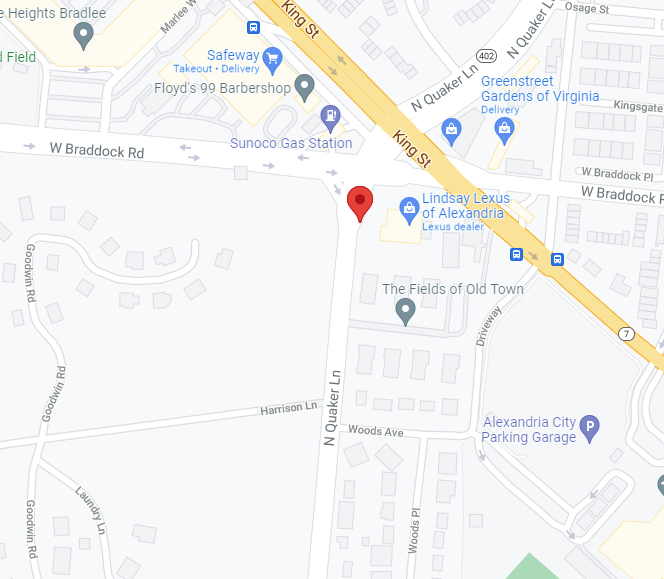 Osage St
e Heights Bradlee
Marlee W
King St
N Quaker Ln
402
d Field
Safeway
Takeout • Delivery
Floyd's 99 Barbershop
N Quaker Ln
Greenstreet
Gardens of Virginia
Delivery
Kingsgate
Sunoco Gas Station
King St
W Braddock Rd
W Braddock Pl
W Braddock R
Lindsay Lexus
of Alexandria
Lexus dealer
Goodwin Rd
The Fields of Old Town
Driveway
7
Goodwin Rd
N Quaker Ln
Harrison Ln
Woods Ave
Alexandria City
Parking Garage
P
Laundry Ln
Goodwin Rd
Woods Pl